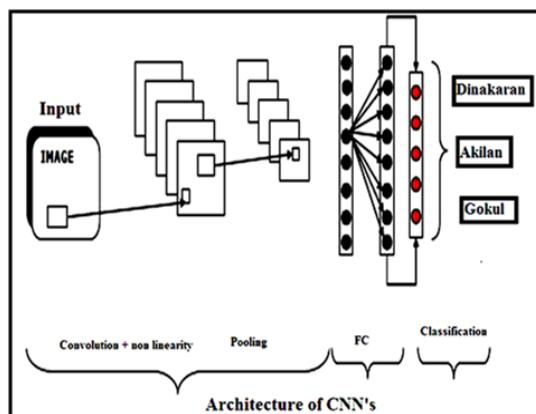 Input
IMAGE
Dinakaran
Akilan
Gokul
Convolution + non linearity
Pooling
FC
Classification
Architecture of CNN's